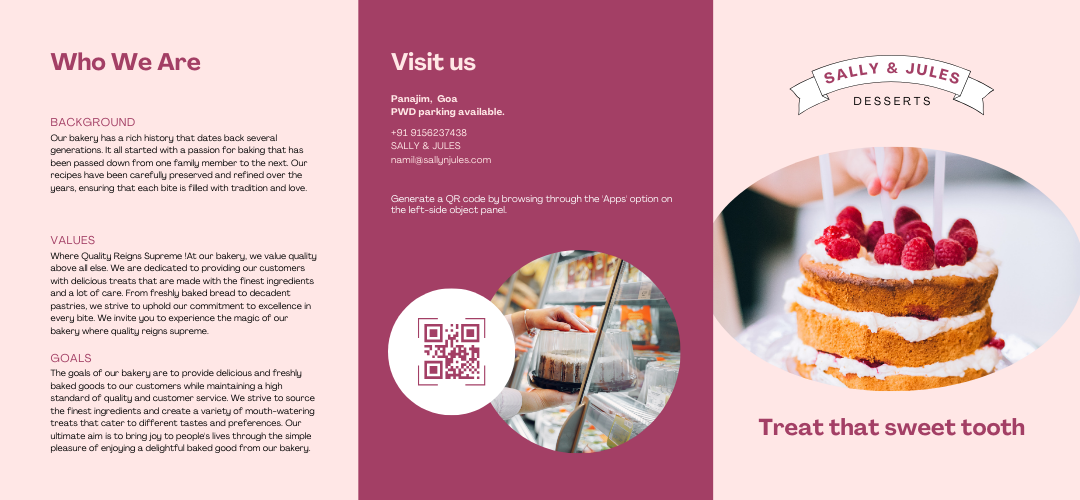 Who We Are
BACKGROUND
Our bakery has a rich history that dates back several
generations. It all started with a passion for baking that has
been passed down from one family member to the next. Our
recipes have been carefully preserved and refined over the
years, ensuring that each bite is filled with tradition and love.
VALUES
Where Quality Reigns Supreme !At our bakery, we value quality
above all else. We are dedicated to providing our customers
with delicious treats that are made with the finest ingredients
and a lot of care. From freshly baked bread to decadent
pastries, we strive to uphold our commitment to excellence in
every bite. We invite you to experience the magic of our
bakery where quality reigns supreme.
GOALS
The goals of our bakery are to provide delicious and freshly
baked goods to our customers while maintaining a high
standard of quality and customer service. We strive to source
the finest ingredients and create a variety of mouth-watering
treats that cater to different tastes and preferences. Our
ultimate aim is to bring joy to people's lives through the simple
pleasure of enjoying a delightful baked good from our bakery.
Visit us
Panajim, Goa
PWD parking available.
+91 9156237438
SALLY & JULES
namil@sallynjules.com
Generate a QR code by browsing through the 'Apps' option on
the left-side object panel.
SALLY & JULES
DESSERTS
Treat that sweet tooth